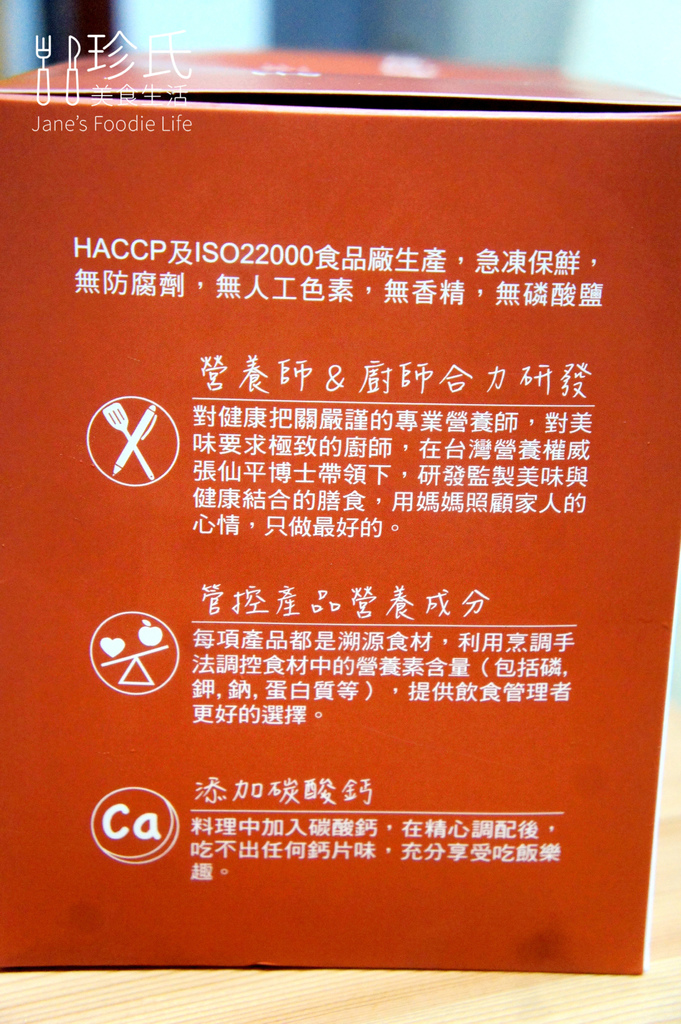 珍氏
美食生活
Jane's Foodie Life
HACCP及ISO22000食品廠生產，急凍保鮮，
無防腐劑，無人工色素，無香精，無磷酸鹽
營養師&廚師合力研發
對健康把關嚴謹的專業營養師，對美
味要求極致的廚師，在台灣營養權威
張仙平博士帶領下，研發監製美味與
健康結合的膳食，用媽媽照顧家人的
心情，只做最好的。
管控產品營養成分
每項產品都是溯源食材，利用烹調手
法調控食材中的營養素含量（包括磷,
鉀,鈉,蛋白質等），提供飲食管理者
更好的選擇。
添加碳酸鈣
Ca
料理中加入碳酸鈣，在精心調配後，
吃不出任何鈣片味，充分享受吃飯樂
趣。